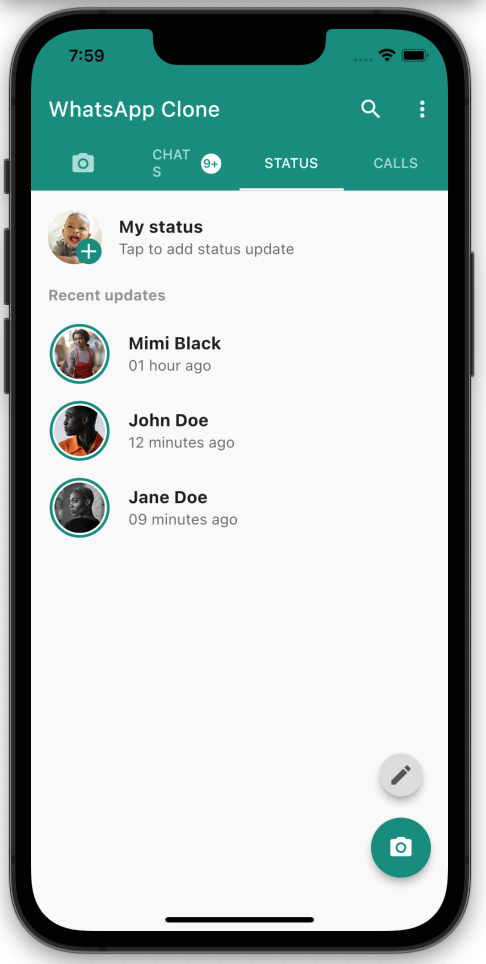 7:59
WhatsApp Clone
CHAT
S
9+
STATUS
CALLS
My status
Tap to add status update
Recent updates
Mimi Black
01 hour ago
John Doe
12 minutes ago
Jane Doe
09 minutes ago